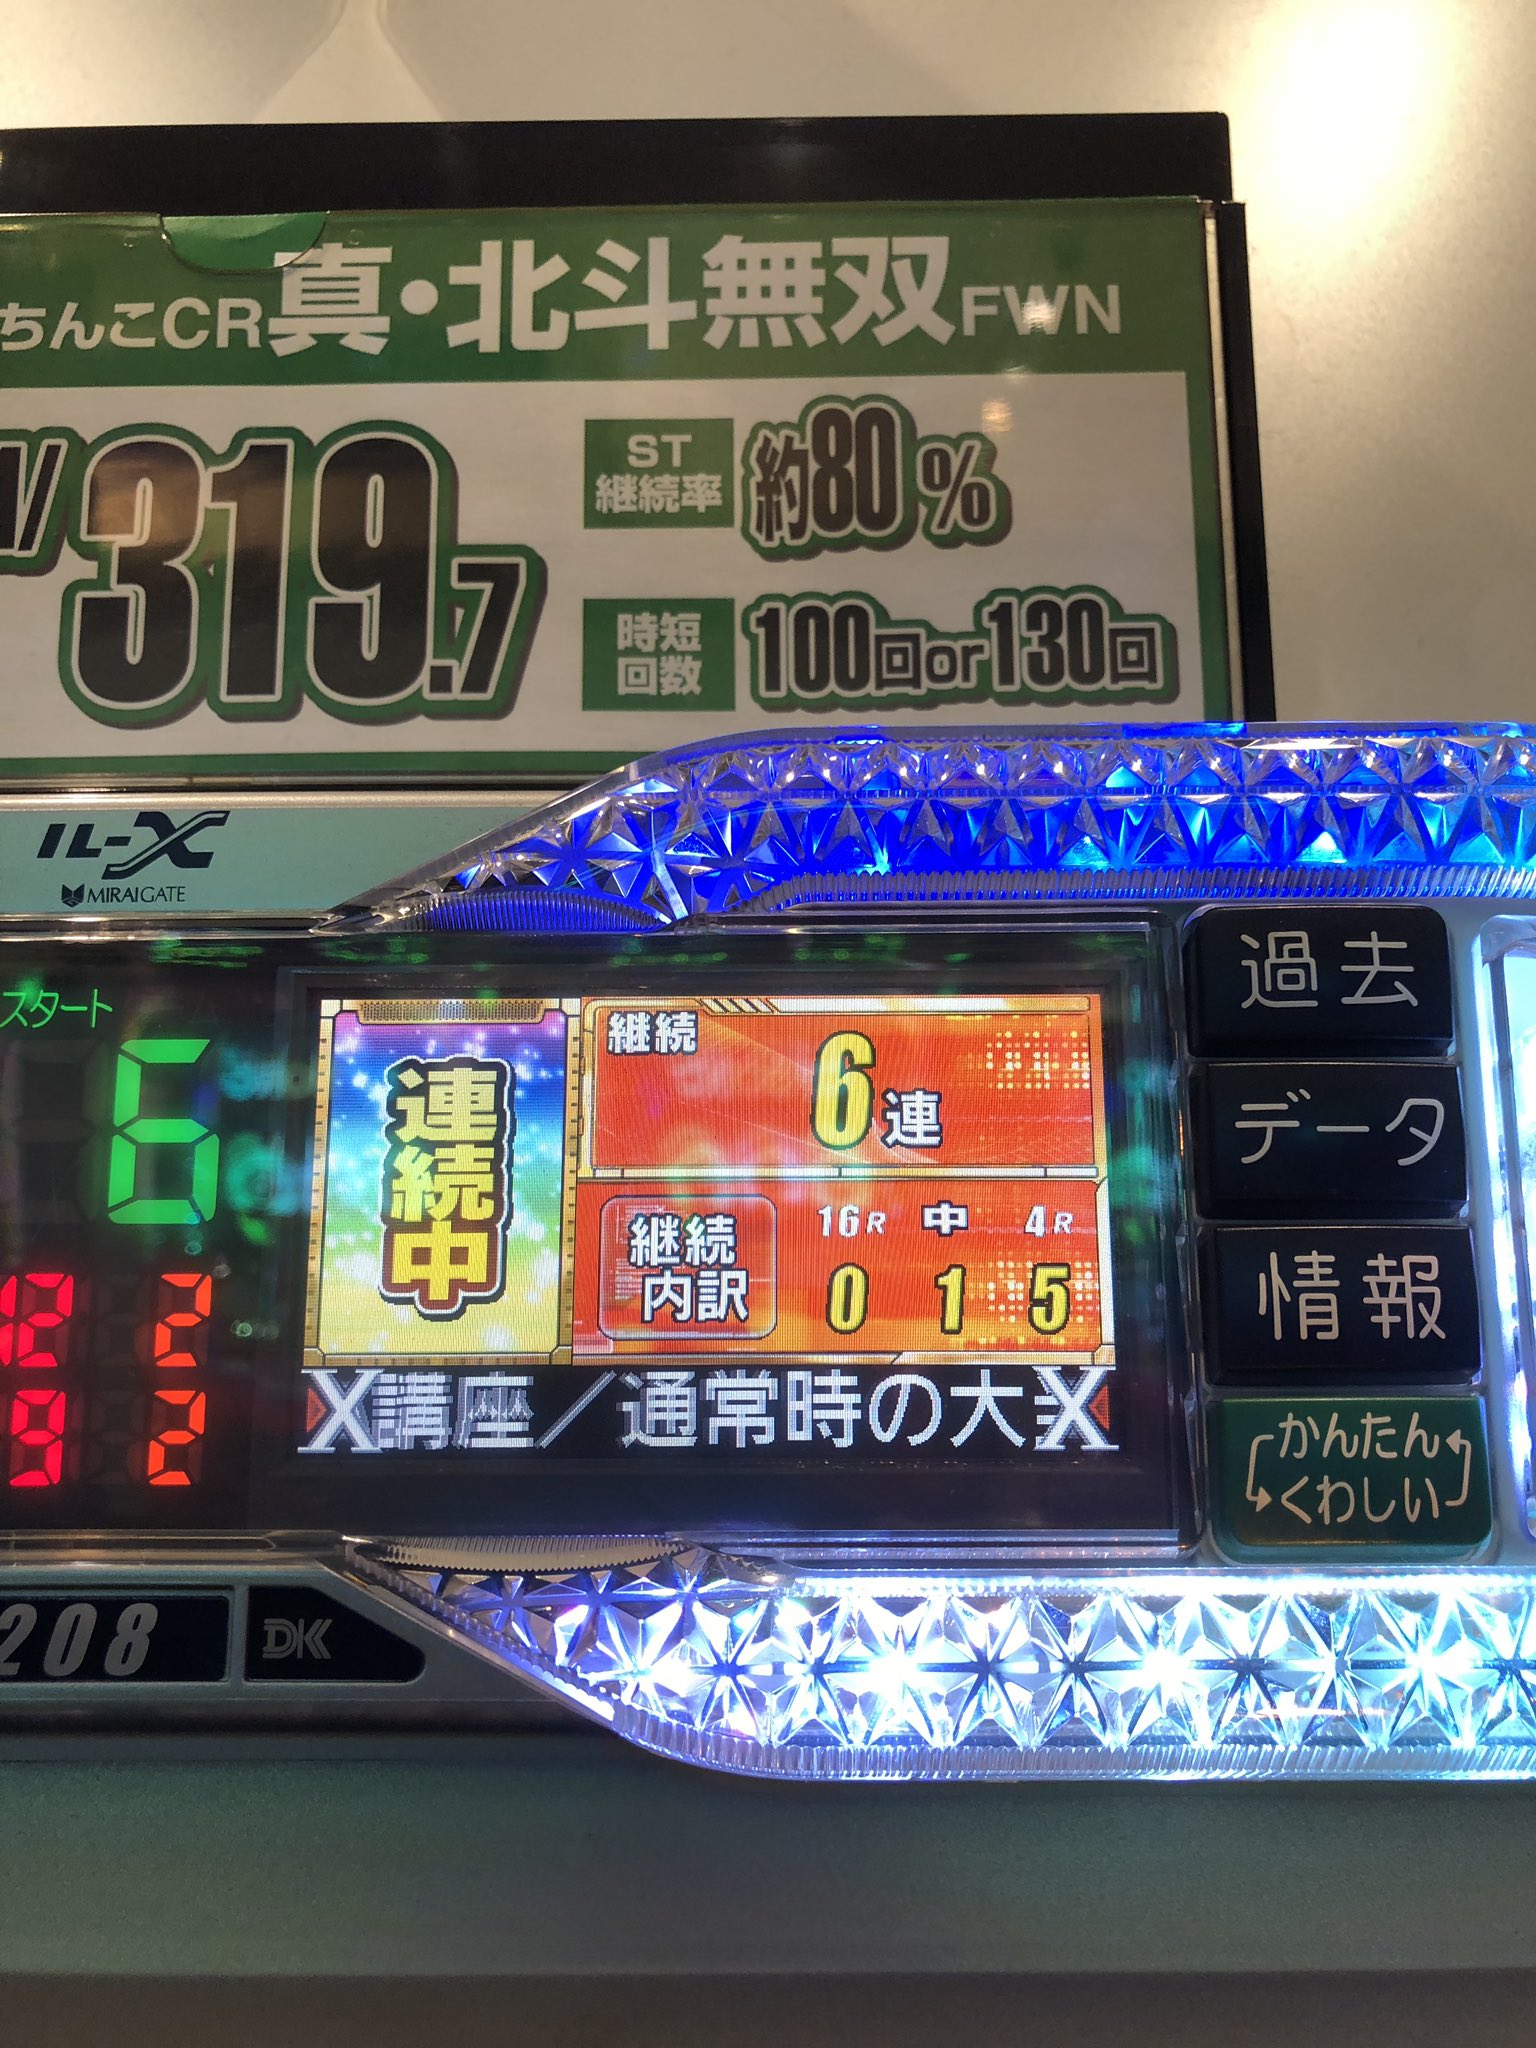 ちんこCR真・北斗無双FWN
1/319.7
ST
継続率
約80%
時短
回数
100回or130回
IL-X
MIRAIGATE
スタート
6
2
2
連続中
継続
6連
継続
内訳
16R 中 4R
0 1 5
講座／通常時の大
過去
データ
情報
かんたん
くわしい
208
DK